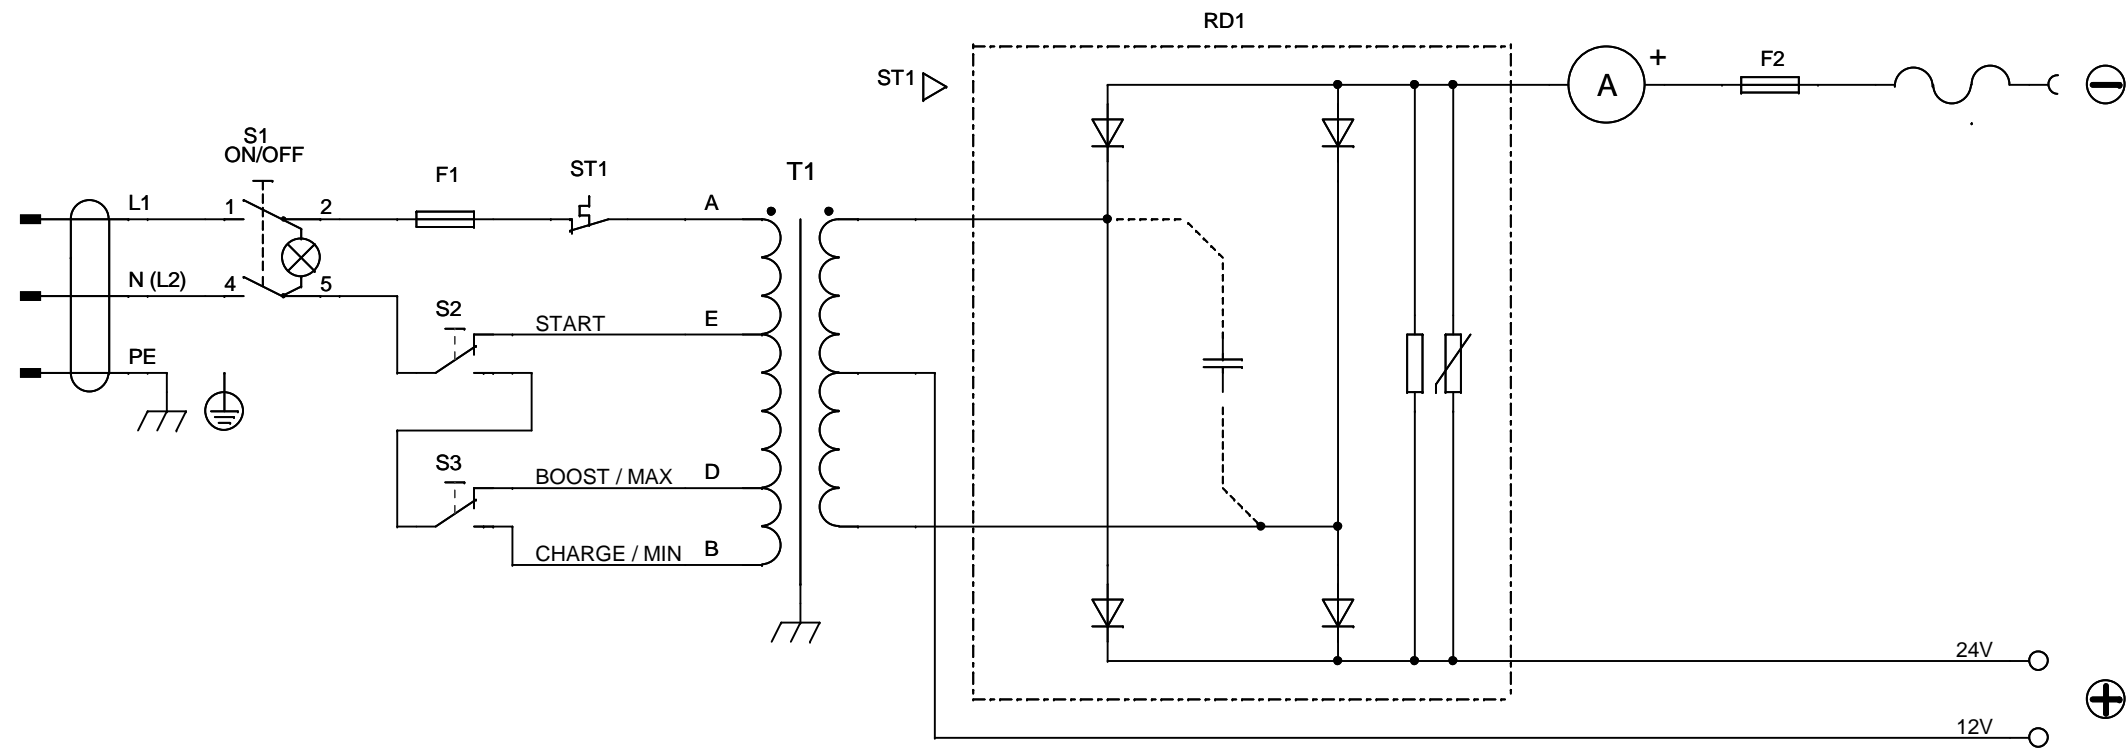 RD1
ST1
A
+
F2
S1
ON/OFF
F1
ST1
T1
L1
1
2
A
N (L2)
4
5
S2
START
E
PE
S3
BOOST / MAX
D
CHARGE / MIN
B
24V
12V